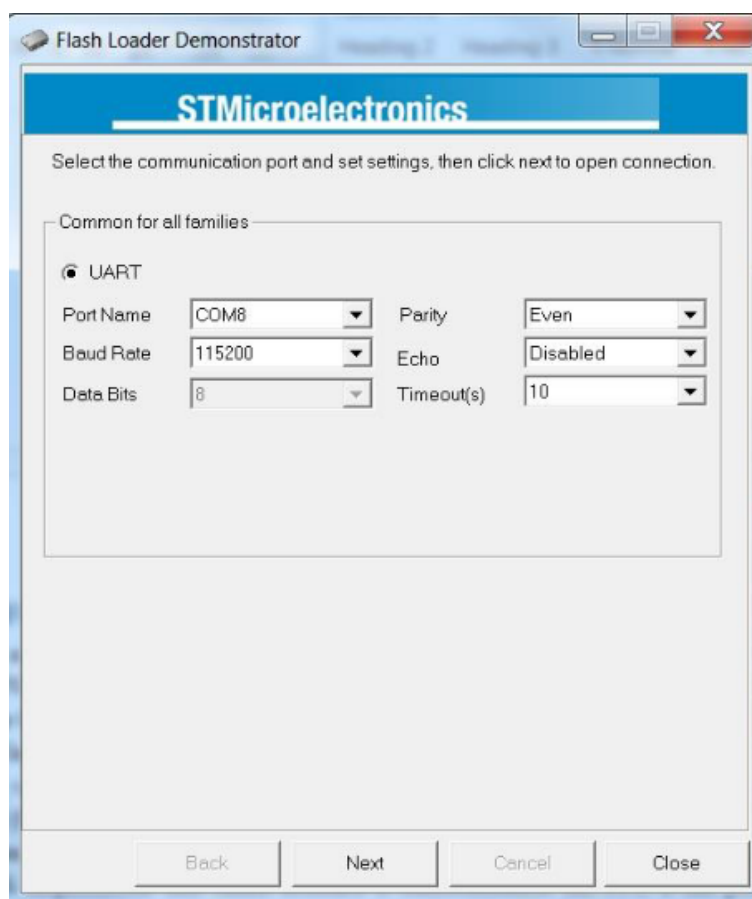 Flash Loader Demonstrator
STMicroelectronics
Select the communication port and set settings, then click next to open connection.
Common for all families
UART
Port Name COM8 Parity Even
Baud Rate 115200 Echo Disabled
Data Bits 8 Timeout(s) 10
Back Next Cancel Close